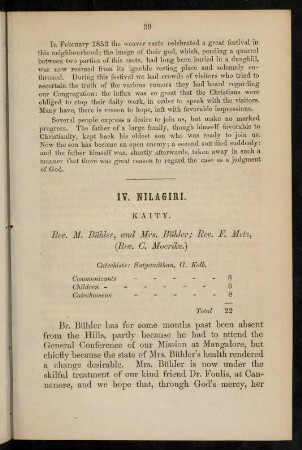 39
In February 1853 the weaver caste celebrated a great festival in
this neighbourhood; the image of their god, which, pending a quarrel
between two parties of this caste, had long been buried in a dunghill,
was now rescued from its ignoble resting place and solemnly en-
throned. During this festival we had crowds of visitors who tried to
ascertain the truth of the various rumors they had heard regarding
our Congregation: the influx was so great that the Christians were
obliged to stop their daily work, in order to speak with the visitors.
Many have, there is reason to hope, left with favorable impressions.
Several people express a desire to join us, but make no marked
progress. The father of a large family, though himself favorable to
Christianity, kept back his eldest son who was ready to join us.
Now the son has become an open enemy; a second son died suddenly:
and the father himself was, shortly afterwards, taken away in such a
manner that there was great reason to regard the case as a judgment
of God.
IV. NILAGIRI.
KAITY.
Rev. M. Bühler, and Mrs. Bühler; Rev. F. Metz,
(Rev. C. Moerike.)
Catechists: Satyanáthan, G. Kolb.
Communicants - - - - - 8
Children - - - - - - 6
Catechumens - - - - - 8
Total 22
Br. Bühler has for some months past been absent
from the Hills, partly because he had to attend the
General Conference of our Mission at Mangalore, but
chiefly because the state of Mrs. Bühler's health rendered
a change desirable. Mrs. Bühler is now under the
skilful treatment of our kind friend Dr. Foulis, at Can-
nanore, and we hope that, through God's mercy, her